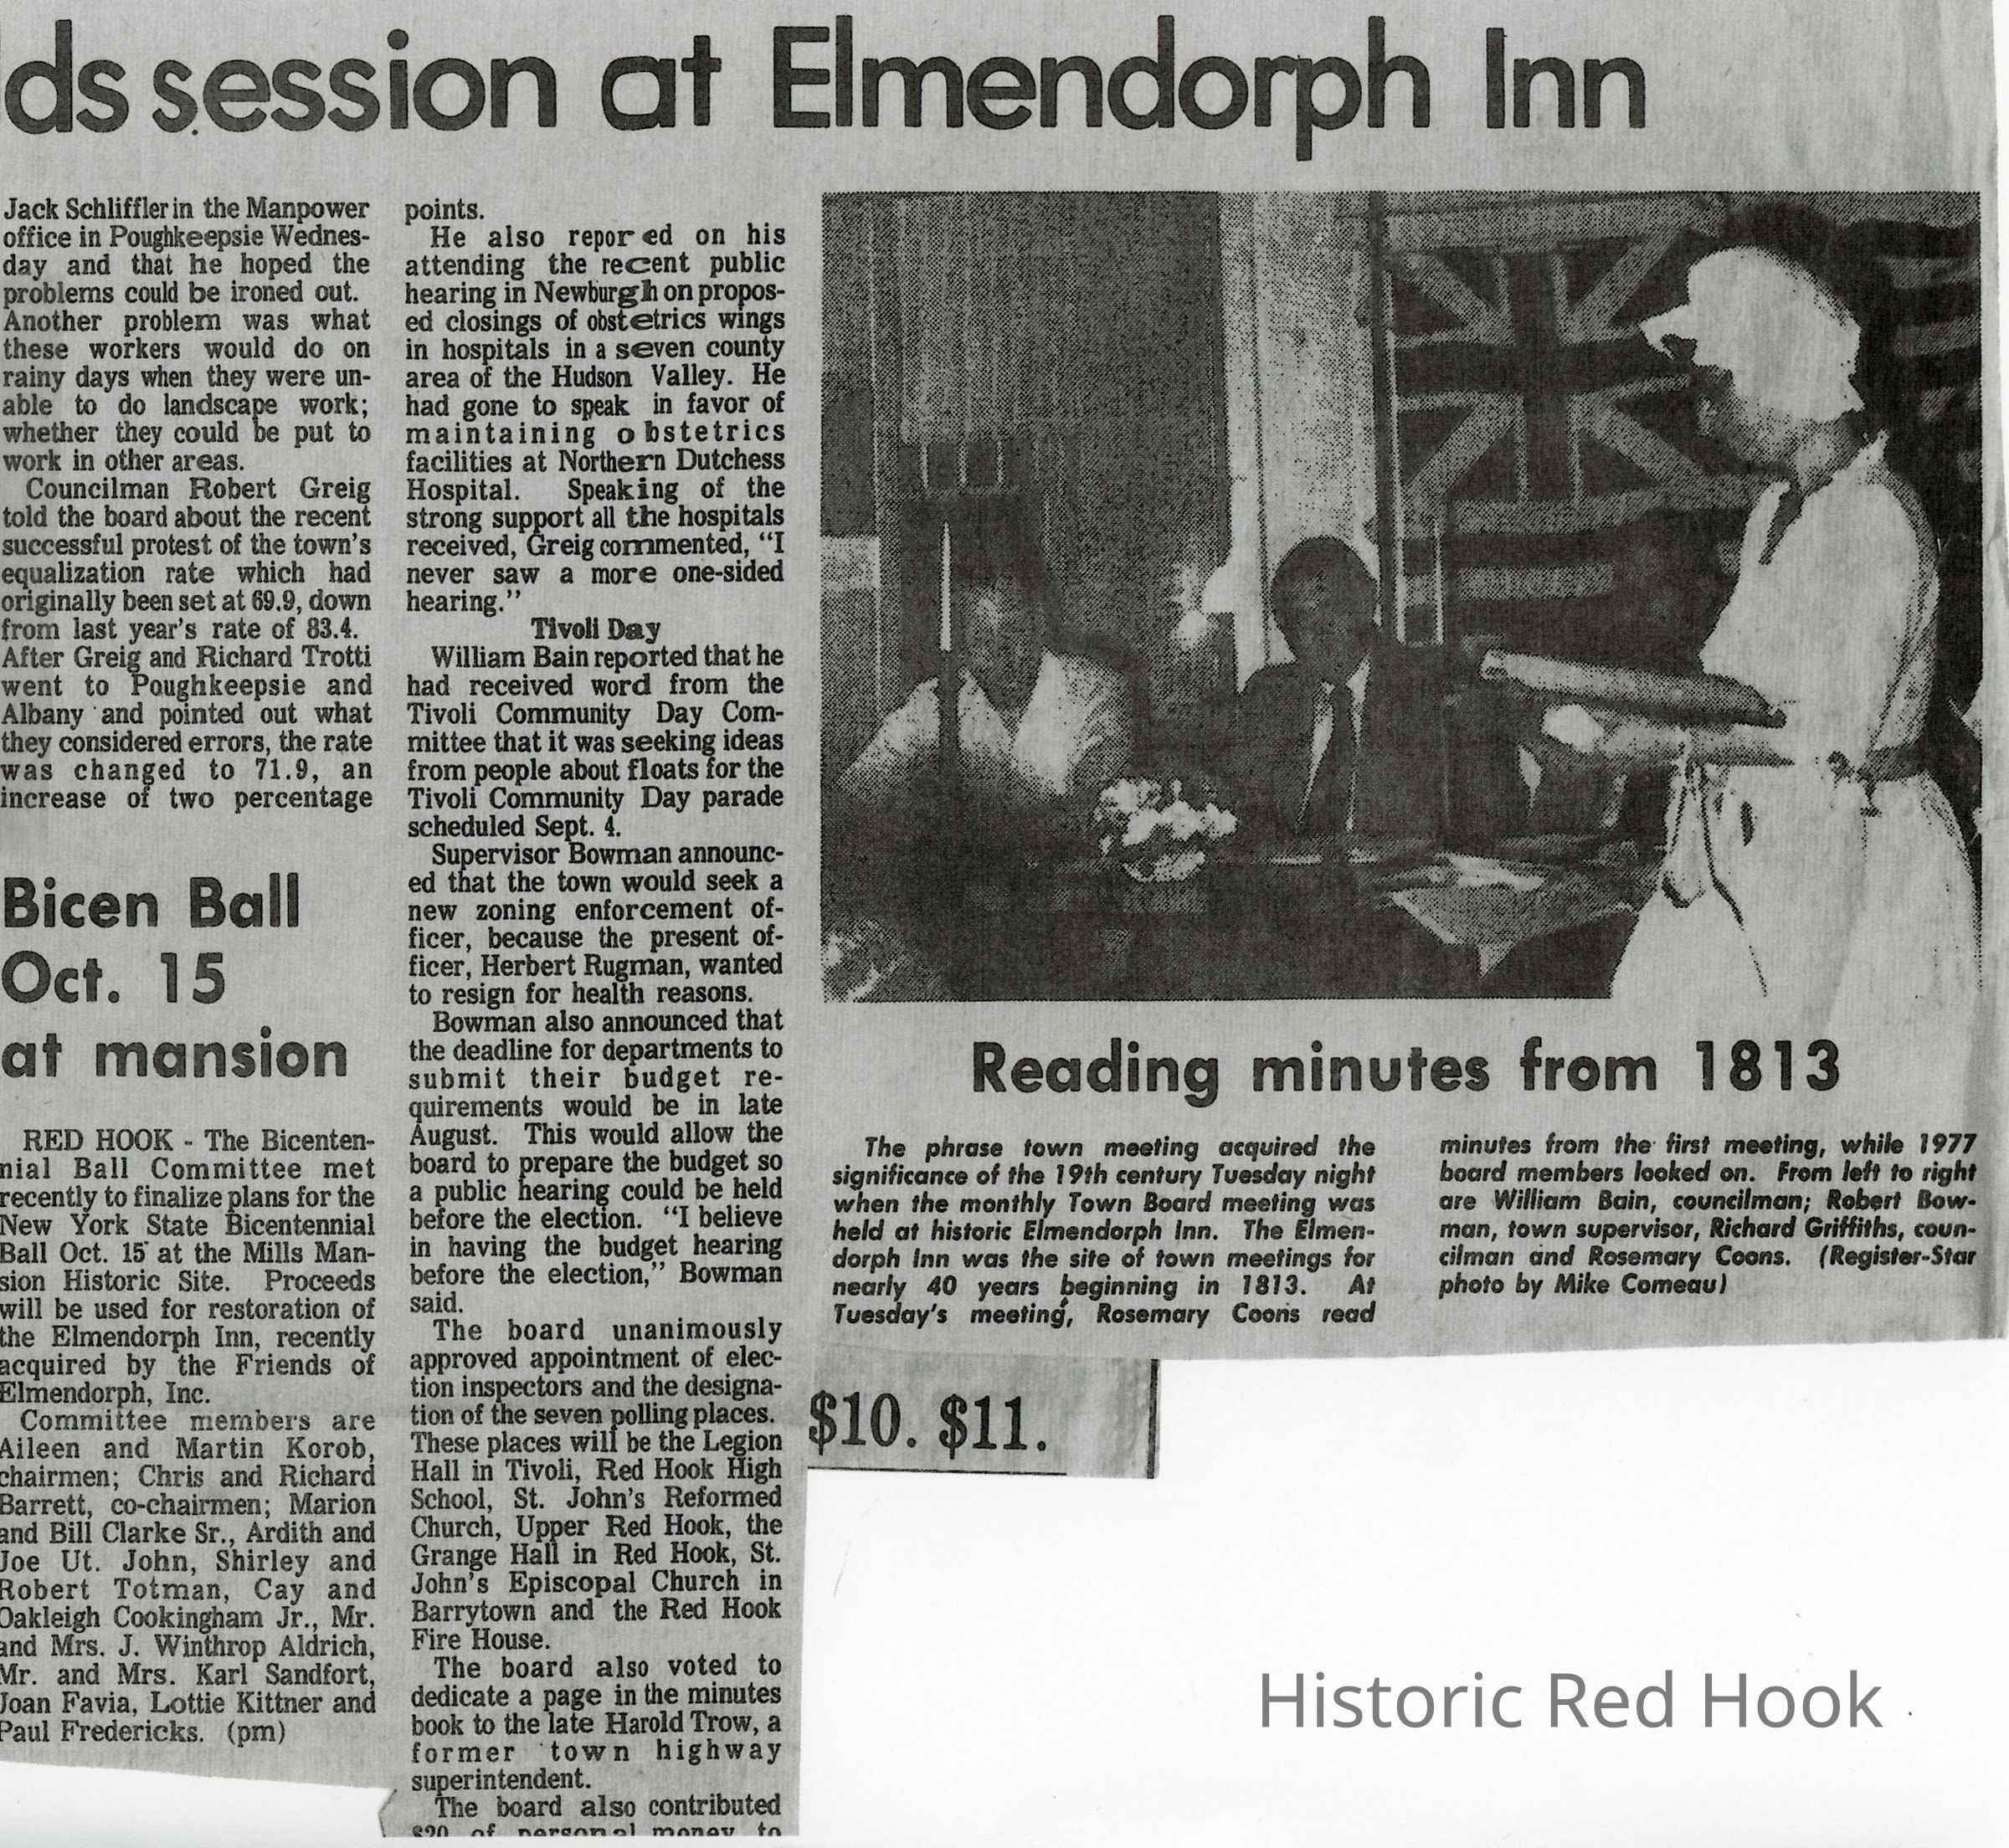 ds session at Elmendorph Inn
Jack Schliffler in the Manpower
office in Poughkeepsie Wednes-
day and that he hoped the
problems could be ironed out.
Another problem was what
these workers would do on
rainy days when they were un-
able to do landscape work;
whether they could be put to
work in other areas.
Councilman Robert Greig
told the board about the recent
successful protest of the town's
equalization rate which had
originally been set at 69.9, down
from last year's rate of 83.4.
After Greig and Richard Trotti
went to Poughkeepsie and
Albany and pointed out what
they considered errors, the rate
was changed to 71.9, an
increase of two percentage
Bicen Ball
Oct. 15
at mansion
RED HOOK - The Bicenten-
nial Ball Committee met
recently to finalize plans for the
New York State Bicentennial
Ball Oct. 15 at the Mills Man-
sion Historic Site. Proceeds
will be used for restoration of
the Elmendorph Inn, recently
acquired by the Friends of
Elmendorph, Inc.
Committee members are
Aileen and Martin Korob,
chairmen; Chris and Richard
Barrett, co-chairmen; Marion
and Bill Clarke Sr., Ardith and
Joe Ut. John, Shirley and
Robert Totman, Cay and
Oakleigh Cookingham Jr., Mr.
and Mrs. J. Winthrop Aldrich,
Mr. and Mrs. Karl Sandfort,
Joan Favia, Lottie Kittner and
Paul Fredericks. (pm)
points.
He also repor ed on his
attending the recent public
hearing in Newburgh on propos-
ed closings of obstetrics wings
in hospitals in a seven county
area of the Hudson Valley. He
had gone to speak in favor of
maintaining obstetrics
facilities at Northern Dutchess
Hospital. Speaking of the
strong support all the hospitals
received, Greig commented, "I
never saw a more one-sided
hearing."
Tivoli Day
William Bain reported that he
had received word from the
Tivoli Community Day Com-
mittee that it was seeking ideas
from people about floats for the
Tivoli Community Day parade
scheduled Sept. 4.
Supervisor Bowman announc-
ed that the town would seek a
new zoning enforcement of-
ficer, because the present of-
ficer, Herbert Rugman, wanted
to resign for health reasons.
Bowman also announced that
the deadline for departments to
submit their budget re-
quirements would be in late
August. This would allow the
board to prepare the budget so
a public hearing could be held
before the election. "I believe
in having the budget hearing
before the election," Bowman
said.
The board unanimously
approved appointment of elec-
tion inspectors and the designa-
tion of the seven polling places.
These places will be the Legion
Hall in Tivoli, Red Hook High
School, St. John's Reformed
Church, Upper Red Hook, the
Grange Hall in Red Hook, St.
John's Episcopal Church in
Barrytown and the Red Hook
Fire House.
The board also voted to
dedicate a page in the minutes
book to the late Harold Trow, a
former town highway
superintendent.
The board also contributed
$20 of personal money to
Reading minutes from 1813
The phrase town meeting acquired the
significance of the 19th century Tuesday night
when the monthly Town Board meeting was
held at historic Elmendorph Inn. The Elmen-
dorph Inn was the site of town meetings for
nearly 40 years beginning in 1813. At
Tuesday's meeting, Rosemary Coons read
minutes from the first meeting, while 1977
board members looked on. From left to right
are William Bain, councilman; Robert Bow-
man, town supervisor, Richard Griffiths, coun-
cilman and Rosemary Coons. (Register-Star
photo by Mike Comeau)
$10. $11.
Historic Red Hook